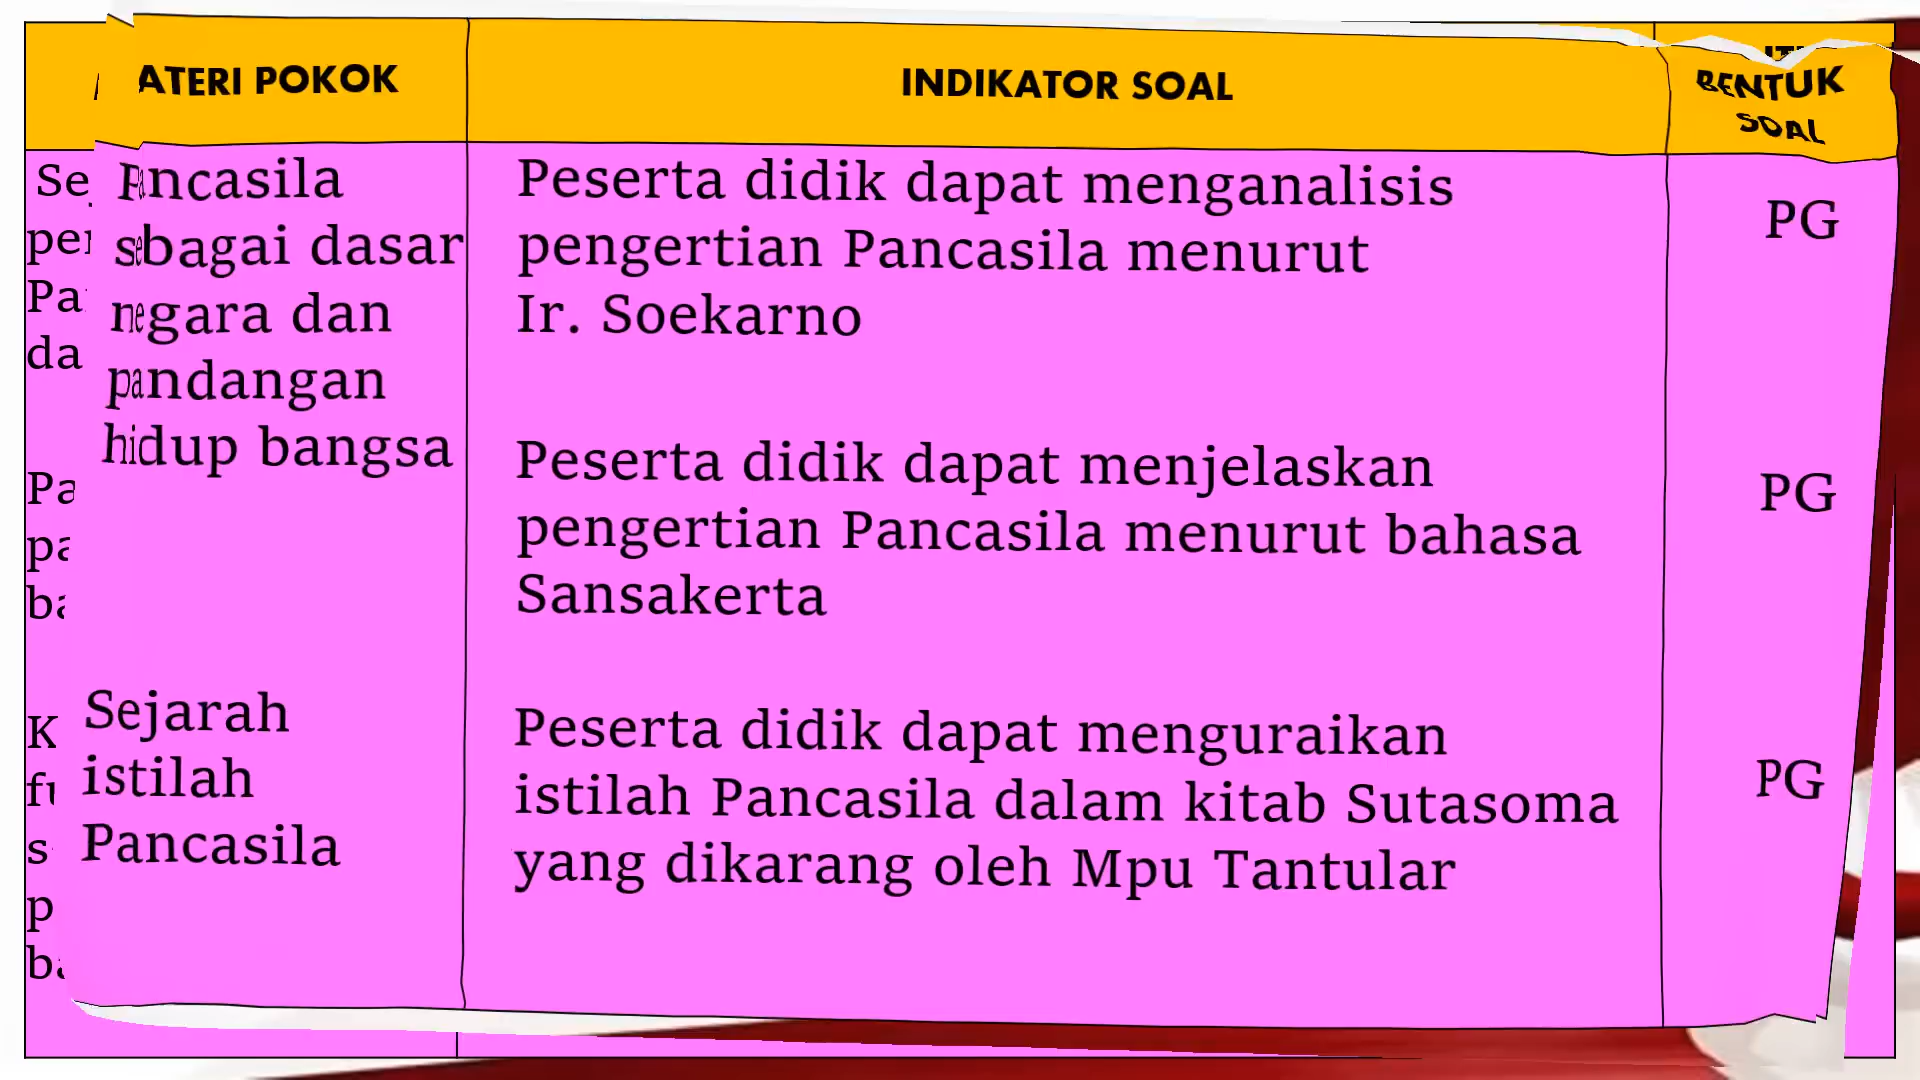 ATERI POKOK
INDIKATOR SOAL
BENTUK
SOAL
Pancasila
sebagai dasar
negara dan
pandangan
hidup bangsa
Peserta didik dapat menganalisis
pengertian Pancasila menurut
Ir. Soekarno
PG
Peserta didik dapat menjelaskan
pengertian Pancasila menurut bahasa
Sansakerta
PG
Sejarah
istilah
Pancasila
Peserta didik dapat menguraikan
istilah Pancasila dalam kitab Sutasoma
yang dikarang oleh Mpu Tantular
PG